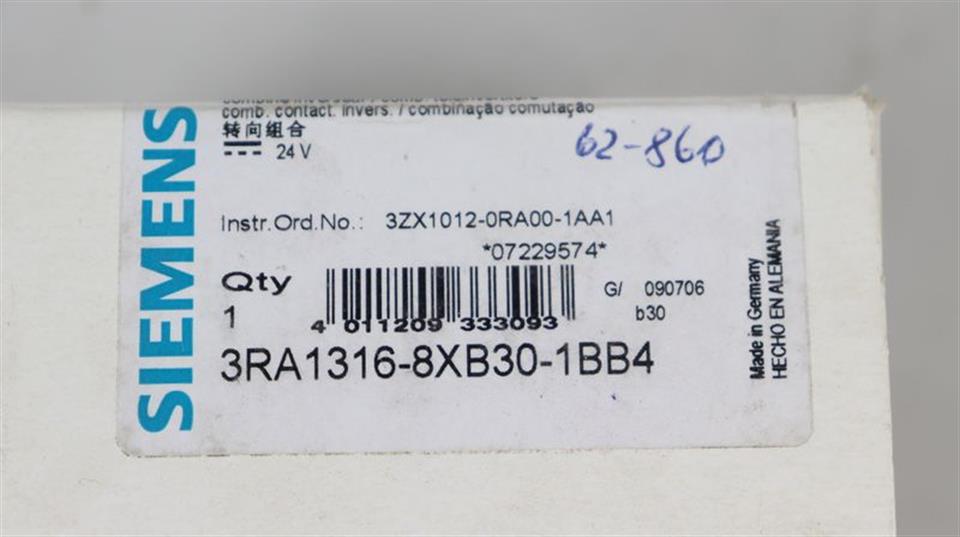 SIEMENS
comb. contact. invers. / combinação comutação
转向组合
24 V
62-860
Instr.Ord.No.: 3ZX1012-0RA00-1AA1
*07229574*
Qty
1
4 011209 333093
G/ 090706
b30
3RA1316-8XB30-1BB4
Made in Germany
HECHO EN ALEMANIA